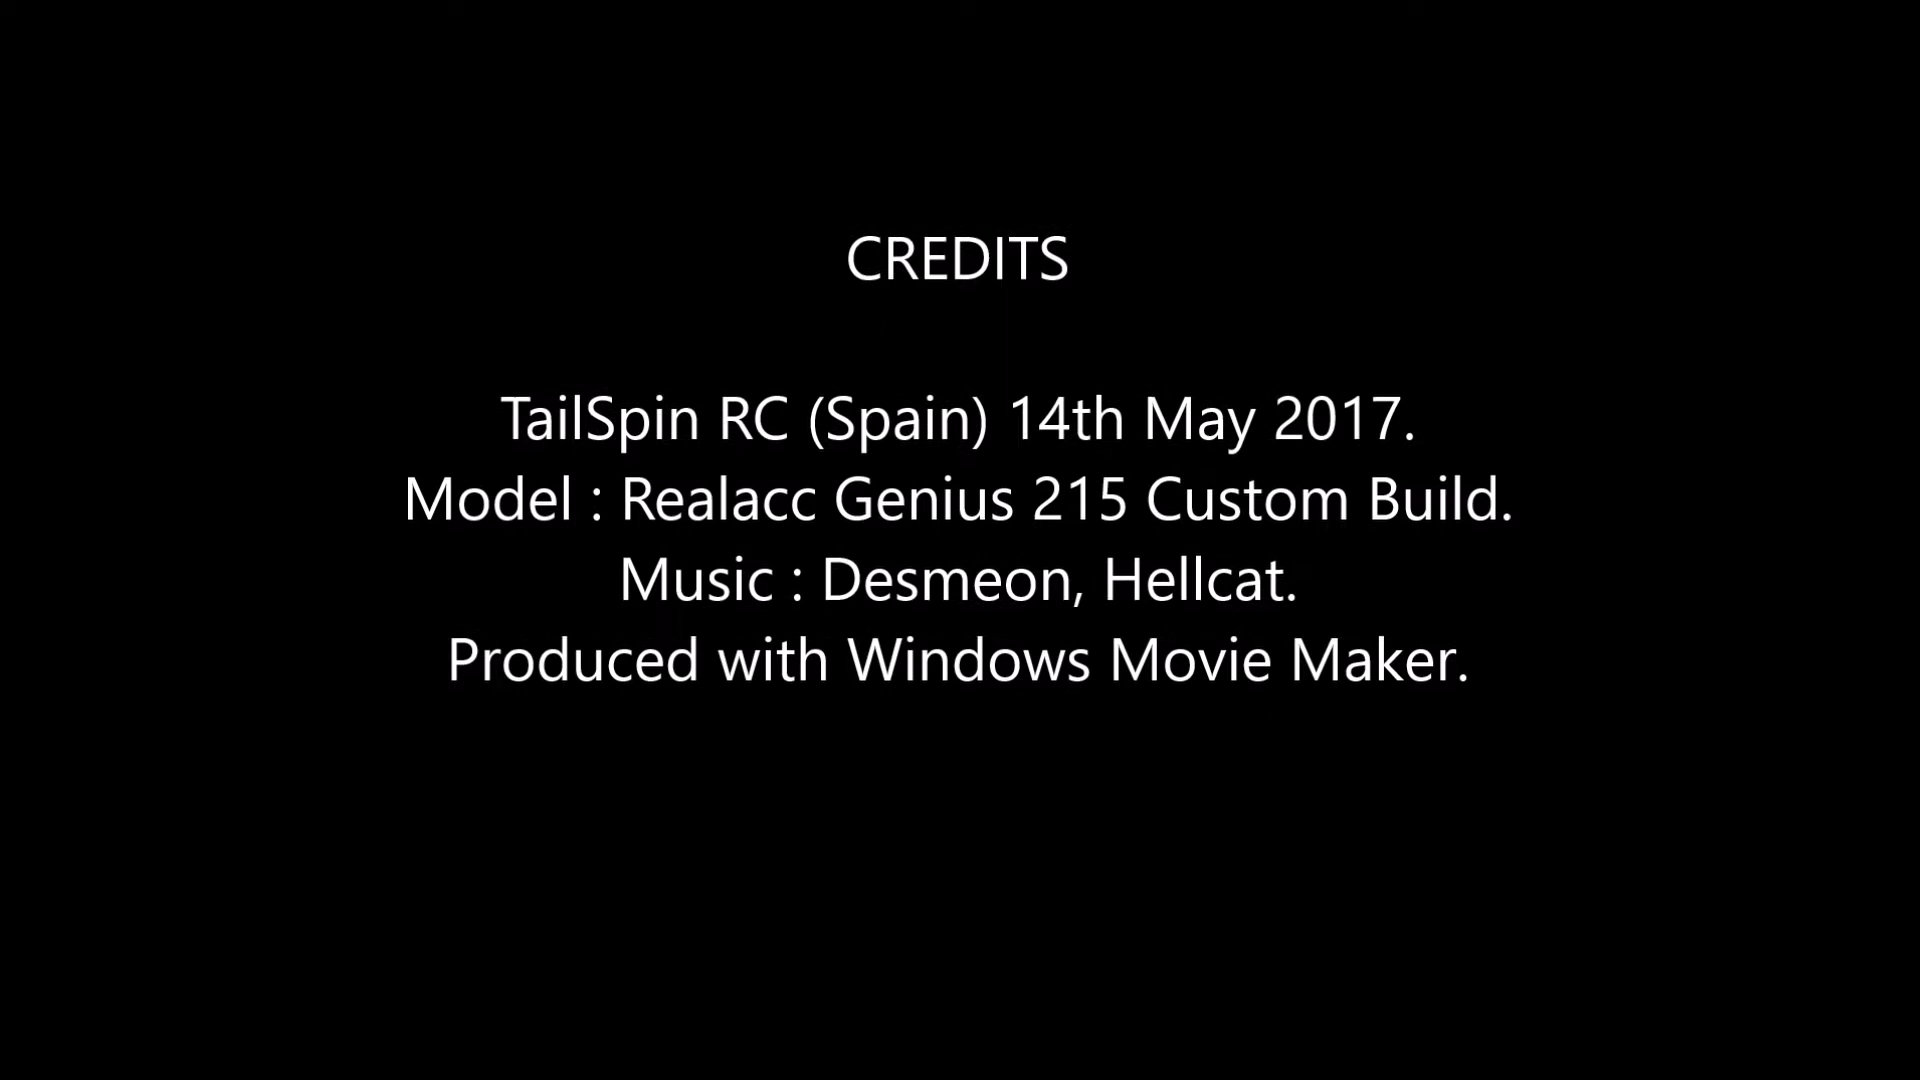 CREDITS
TailSpin RC (Spain) 14th May 2017.
Model : Realacc Genius 215 Custom Build.
Music : Desmeon, Hellcat.
Produced with Windows Movie Maker.